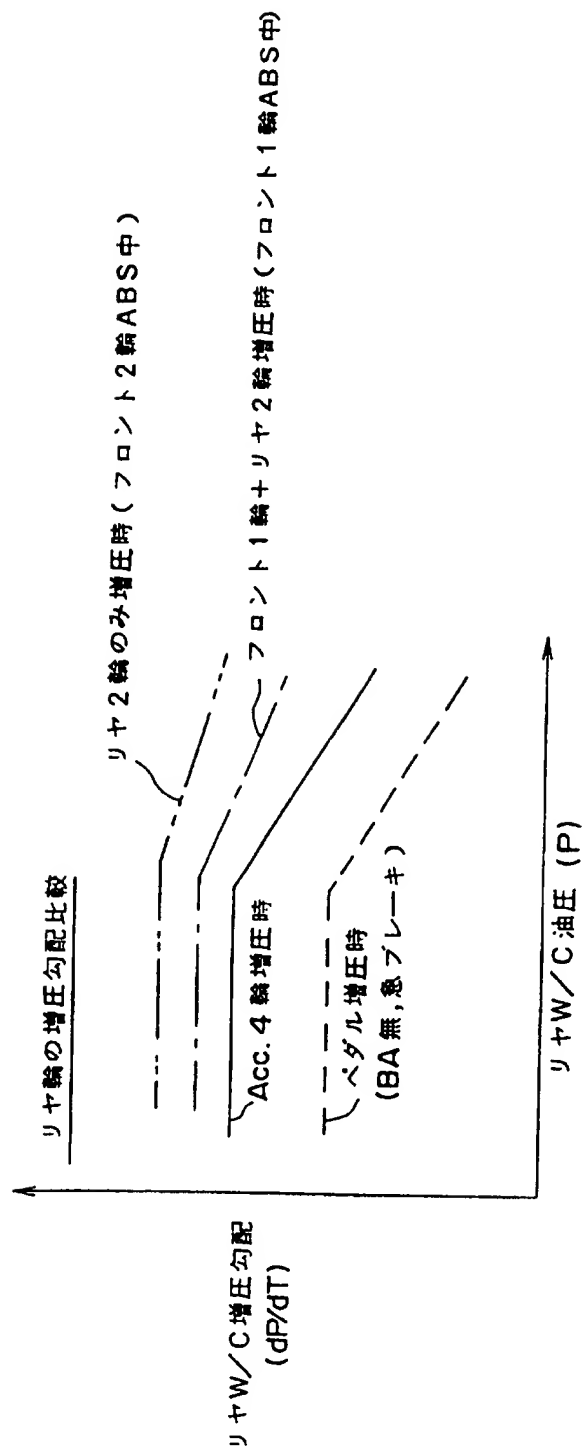 リヤ輪の増圧勾配比較
リヤ2輪のみ増圧時(フロント2輪ABS中)
フロント1輪+リヤ2輪増圧時(フロント1輪ABS中)
Acc.4輪増圧時
ペダル増圧時
(BA無,急ブレーキ)
リヤW/C増圧勾配
(dP/dT)
リヤW/C油圧 (P)